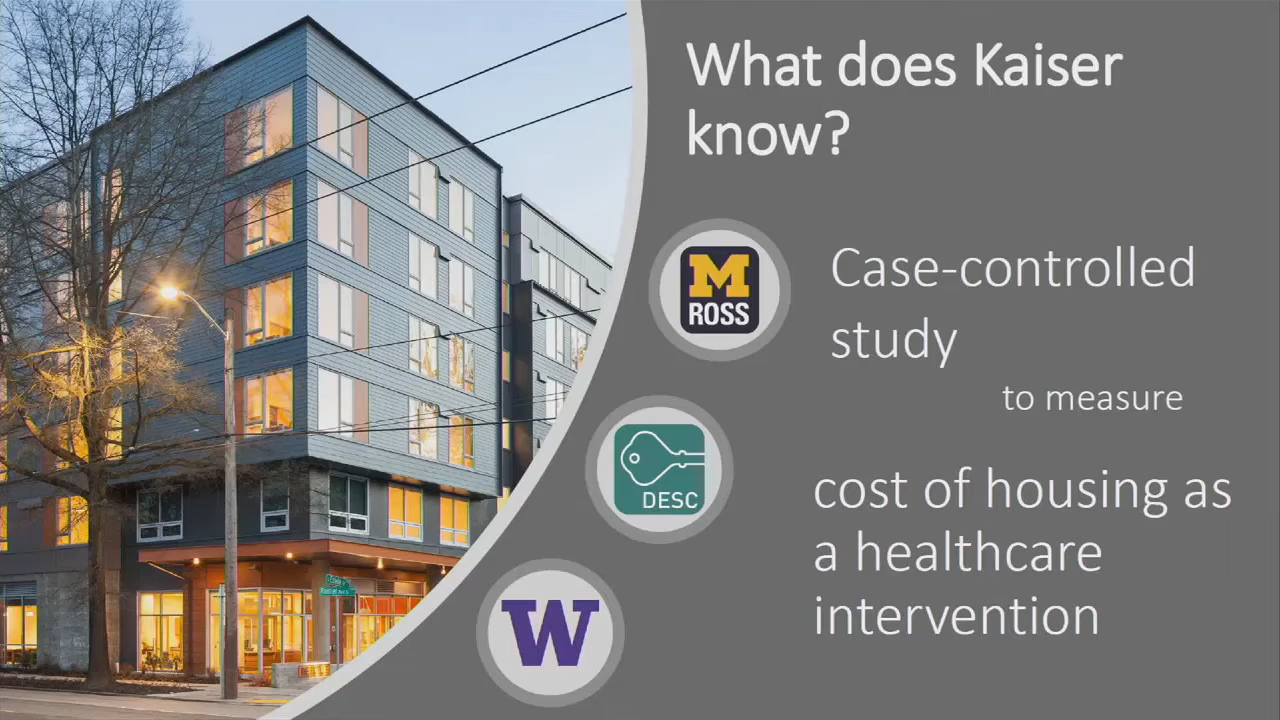 What does Kaiser
know?
M
ROSS
Case-controlled
study
to measure
DESC
cost of housing as
a healthcare
intervention
W